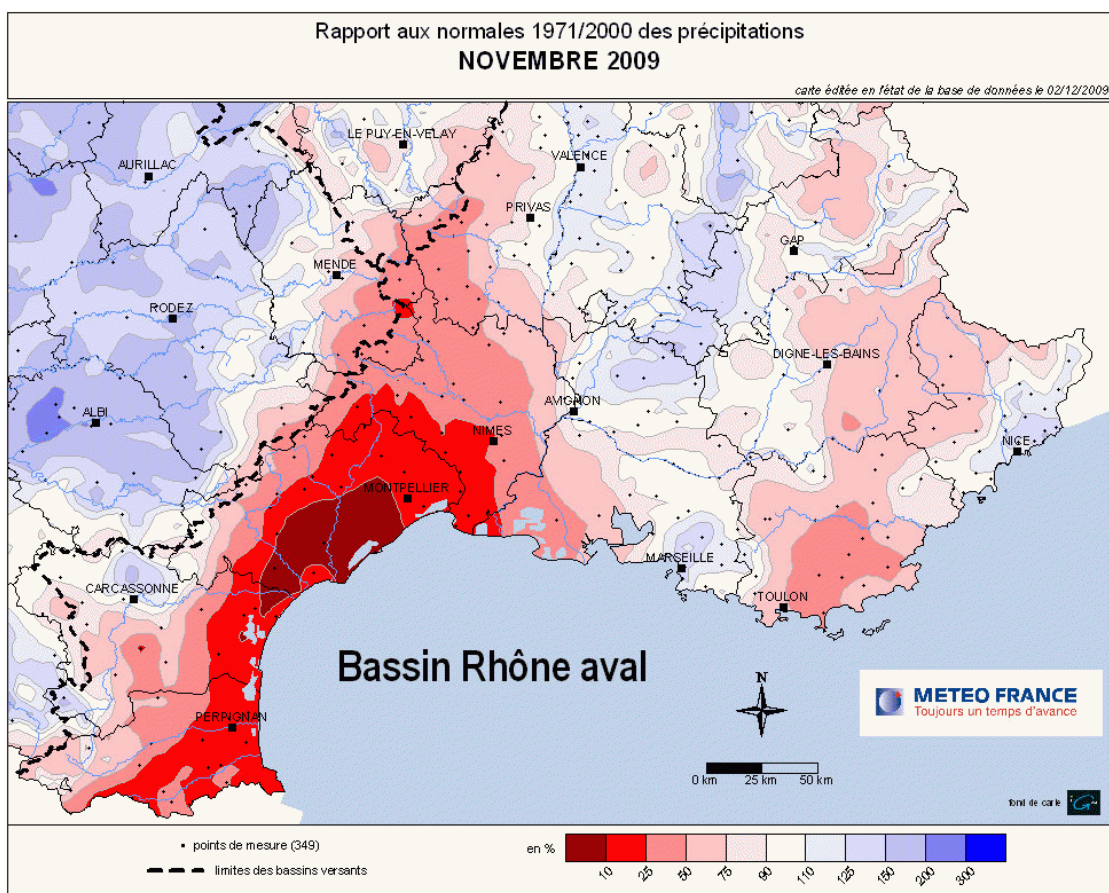 Rapport aux normales 1971/2000 des précipitations
NOVEMBRE 2009
carte éditée en l'état de la base de données le 02/12/2009
LE PUY-EN-VELAY
AURILLAC
VALENCE
PRIVAS
GAP
MENDE
RODEZ
DIGNE-LES-BAINS
ALBI
AVIGNON
NIMES
NICE
MONTPELLIER
MARSEILLE
CARCASSONNE
TOULON
Bassin Rhône aval
N
METEO FRANCE
Toujours un temps d'avance
PERPIGNAN
0 km 25 km 50 km
fond de carte
• points de mesure (349)
limites des bassins versants
en %
10 25 50 75 90 110 125 150 200 300